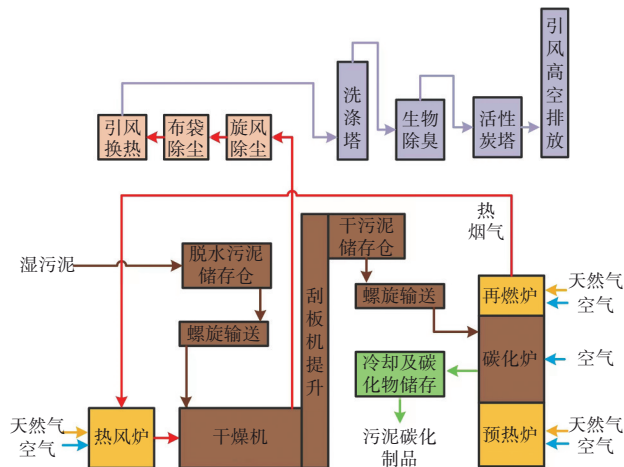 引风
换热
布袋
除尘
旋风
除尘
洗
涤
塔
生物
除臭
活性
炭塔
引
风
高
空
排
放
湿污泥
脱水污泥
储存仓
螺旋输送
刮
板
机
提
升
干污泥
储存仓
螺旋输送
热
烟气
再燃炉
天然气
空气
碳化炉
空气
冷却及碳
化物储存
预热炉
天然气
空气
污泥碳化
制品
天然气
空气
热风炉
干燥机